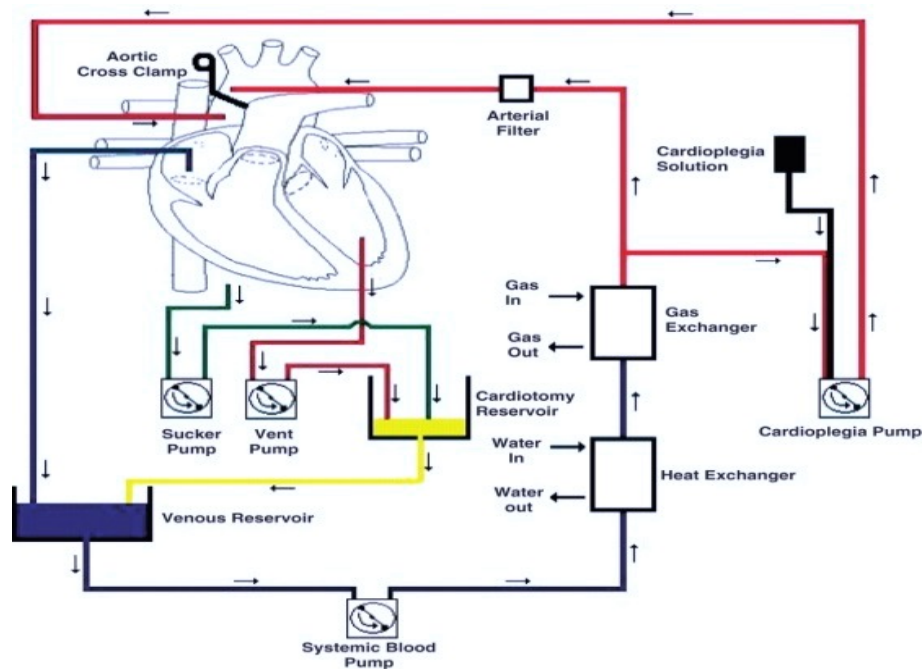 Aortic
Cross Clamp
Arterial
Filter
Cardioplegia
Solution
Gas
In
Gas
Exchanger
Gas
Out
Cardiotomy
Reservoir
Sucker
Pump
Vent
Pump
Cardioplegia Pump
Water
In
Heat Exchanger
Water
out
Venous Reservoir
Systemic Blood
Pump